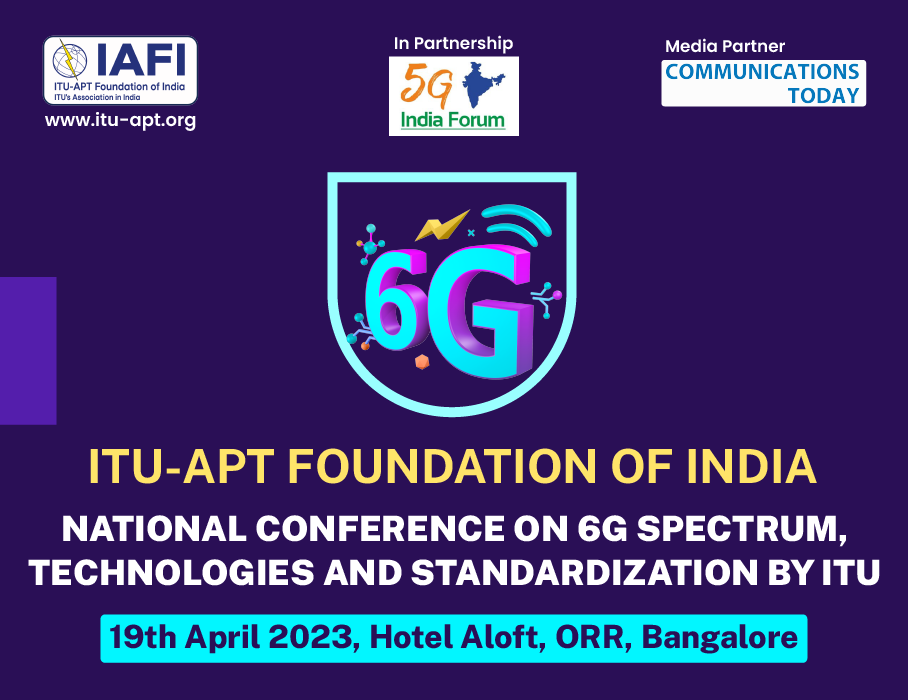 IAFI
ITU-APT Foundation of India
ITU's Association in India
www.itu-apt.org
In Partnership
5G
India Forum
Media Partner
COMMUNICATIONS
TODAY
6G
ITU-APT FOUNDATION OF INDIA
NATIONAL CONFERENCE ON 6G SPECTRUM,
TECHNOLOGIES AND STANDARDIZATION BY ITU
19th April 2023, Hotel Aloft, ORR, Bangalore